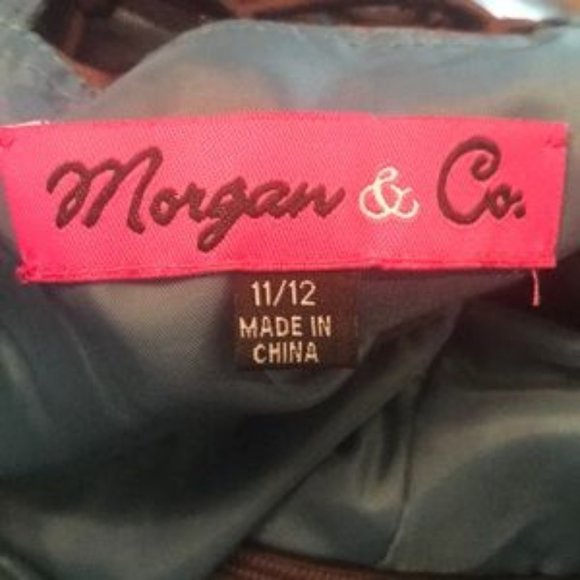 Morgan & Co.
11/12
MADE IN
CHINA